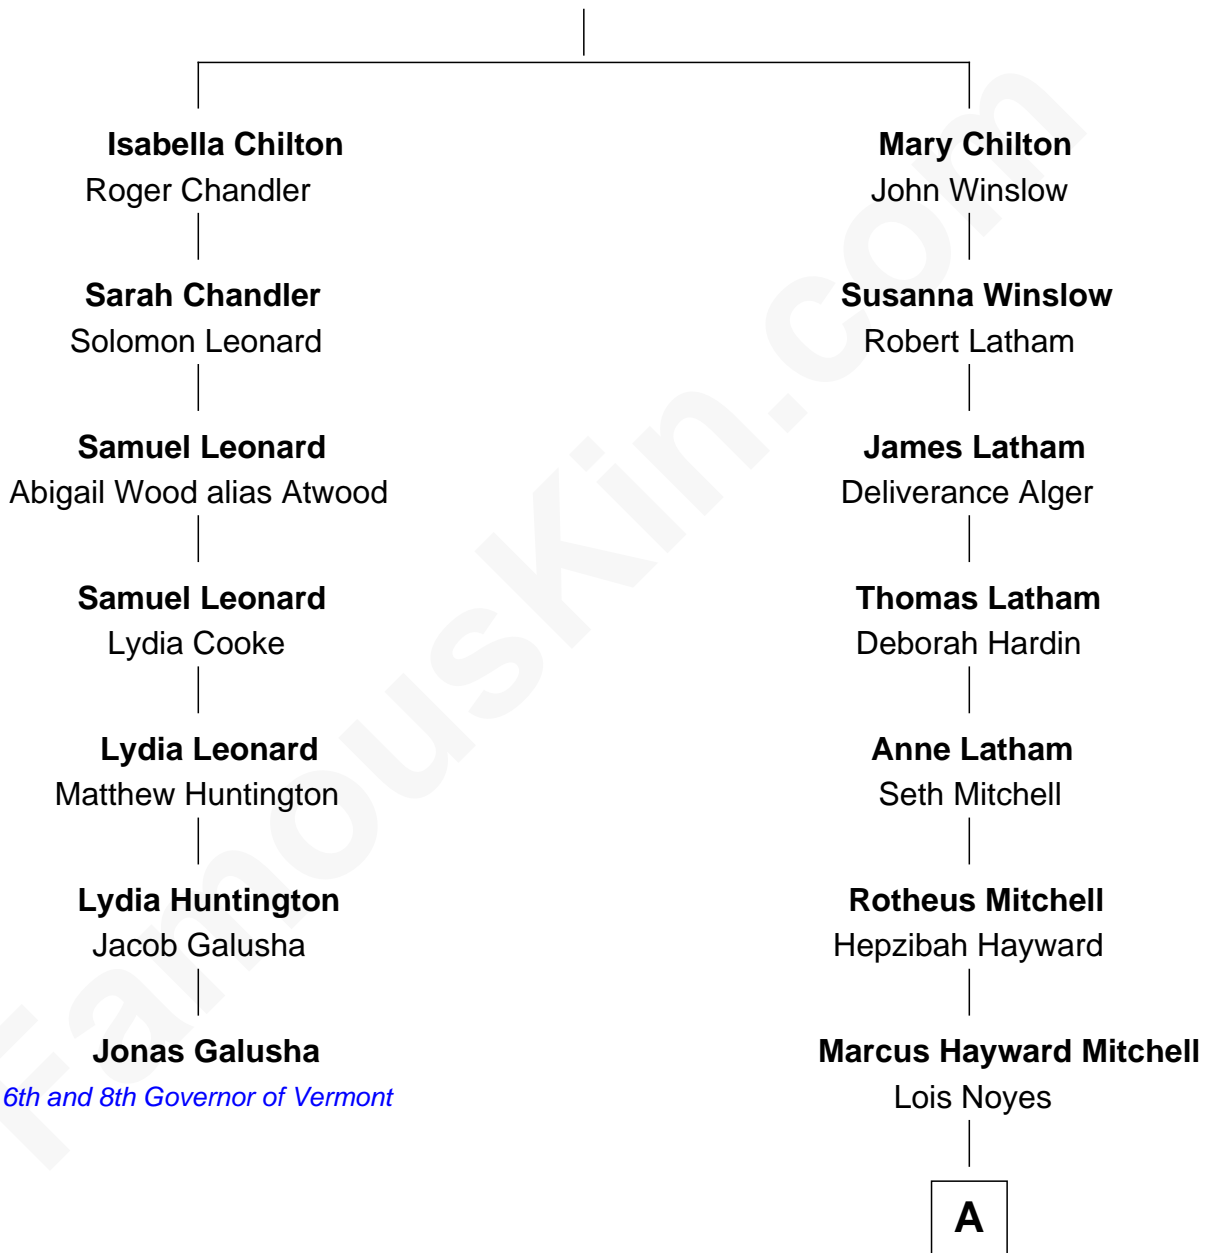 Isabella Chilton
Roger Chandler
Sarah Chandler
Solomon Leonard
Samuel Leonard
Abigail Wood alias Atwood
Samuel Leonard
Lydia Cooke
Lydia Leonard
Matthew Huntington
Lydia Huntington
Jacob Galusha
Jonas Galusha
6th and 8th Governor of Vermont
Mary Chilton
John Winslow
Susanna Winslow
Robert Latham
James Latham
Deliverance Alger
Thomas Latham
Deborah Hardin
Anne Latham
Seth Mitchell
Rotheus Mitchell
Hepzibah Hayward
Marcus Hayward Mitchell
Lois Noyes
A
FamousKin.com